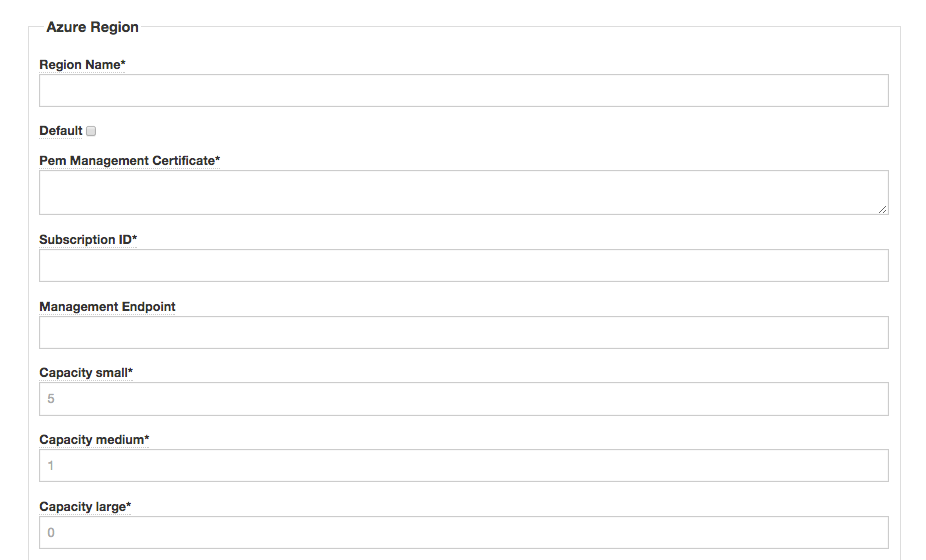 Azure Region
Region Name*
Default
Pem Management Certificate*
Subscription ID*
Management Endpoint
Capacity small*
5
Capacity medium*
1
Capacity large*
0